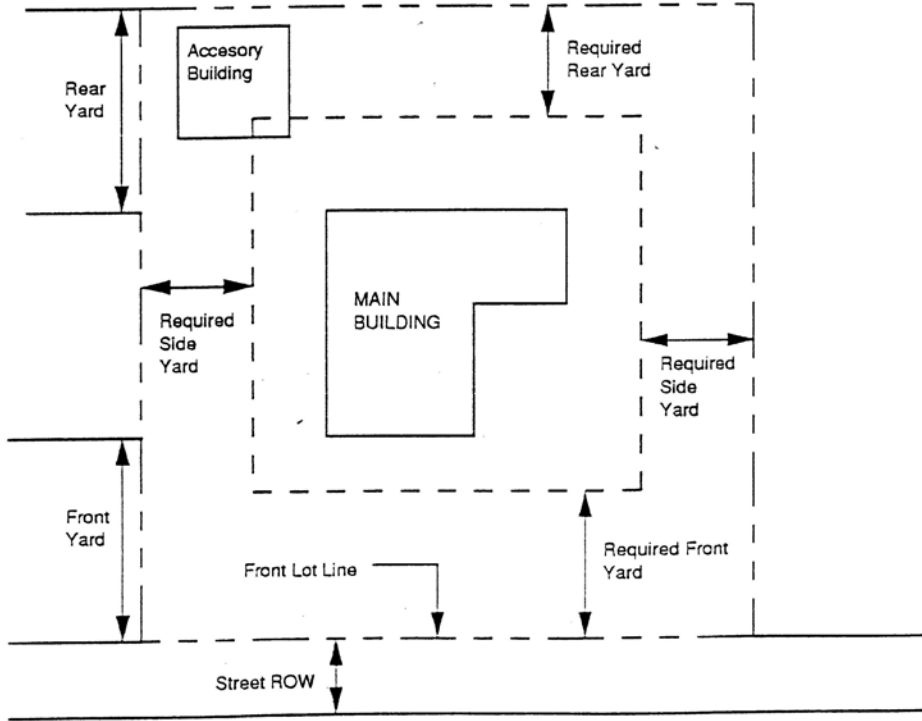 Accesory
Building
Required
Rear Yard
Rear
Yard
MAIN
BUILDING
Required
Side
Yard
Required
Side
Yard
Front
Yard
Required Front
Yard
Front Lot Line
Street ROW